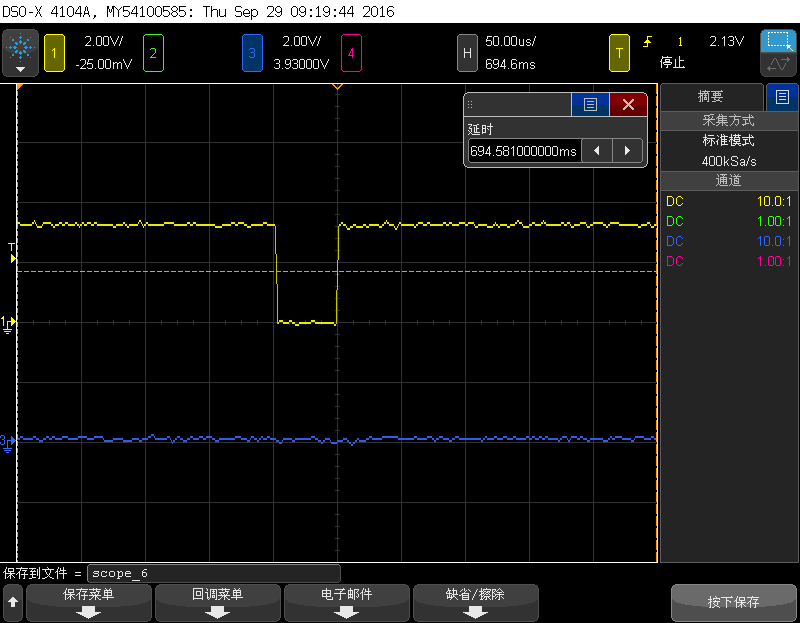 DSO-X 4104A, MY54100585: Thu Sep 29 09:19:44 2016
1 2.00V/ -25.00mV 2 3 2.00V/ 3.93000V 4 H 50.00us/ 694.6ms T 1 2.13V 停止
摘要
采集方式
标准模式
400kSa/s
通道
DC 10.0:1
DC 1.00:1
DC 10.0:1
DC 1.00:1
延时
694.581000000ms
T
1
3
保存到文件 = scope_6
保存菜单 回调菜单 电子邮件 缺省/擦除 按下保存